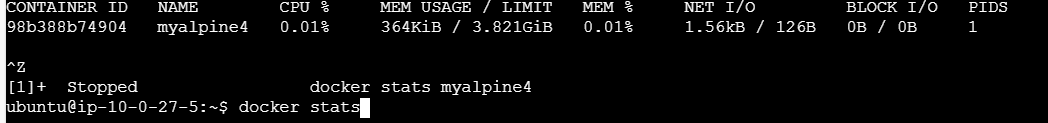 CONTAINER ID   NAME        CPU %     MEM USAGE / LIMIT     MEM %     NET I/O         BLOCK I/O   PIDS
98b388b74904   myalpine4   0.01%     364KiB / 3.821GiB     0.01%     1.56kB / 126B   0B / 0B     1
^Z
[1]+  Stopped                 docker stats myalpine4
ubuntu@ip-10-0-27-5:~$ docker stats